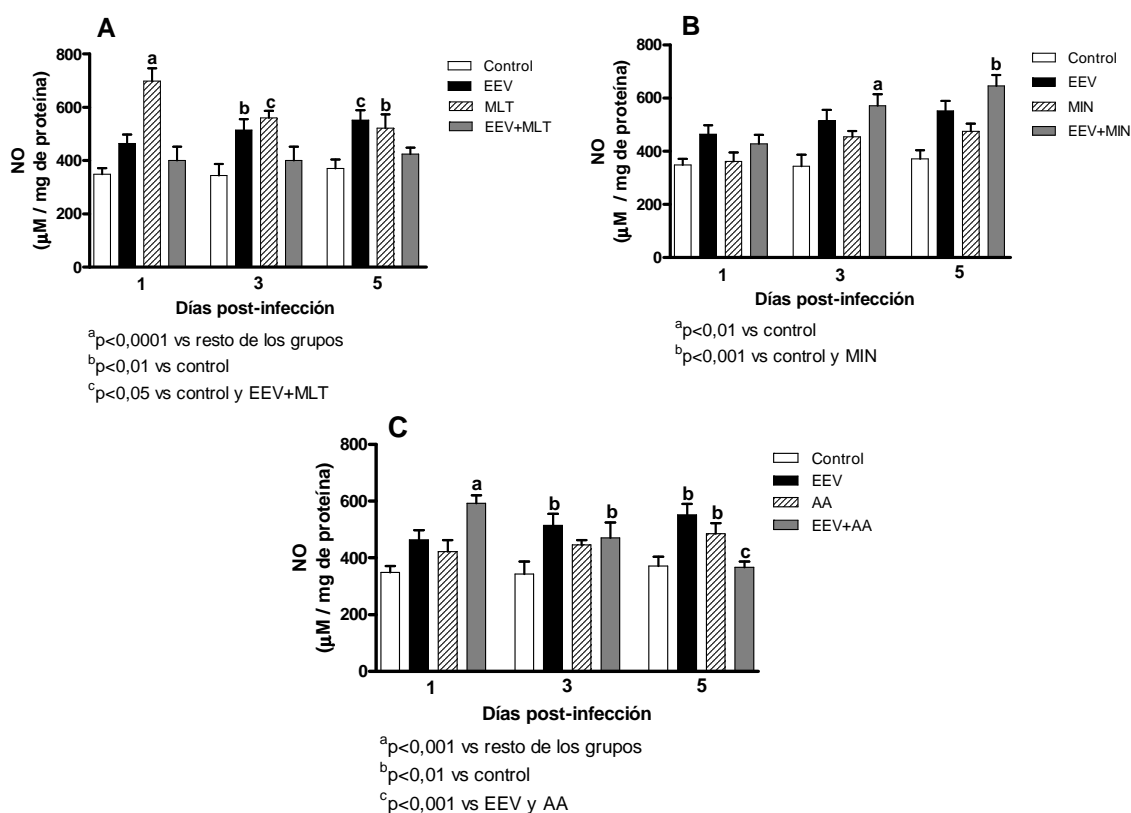 A
800
600
400
200
0
NO
(µM / mg de proteína)
a
b
c
c
b
1
3
5
Días post-infección
Control
EEV
MLT
EEV+MLT
ap<0,0001 vs resto de los grupos
bp<0,01 vs control
cp<0,05 vs control y EEV+MLT
B
800
600
400
200
0
NO
(µM / mg de proteína)
a
b
1
3
5
Días post-infección
Control
EEV
MIN
EEV+MIN
ap<0,01 vs control
bp<0,001 vs control y MIN
C
800
600
400
200
0
NO
(µM / mg de proteína)
a
b
b
b
b
c
1
3
5
Días post-infección
Control
EEV
AA
EEV+AA
ap<0,001 vs resto de los grupos
bp<0,01 vs control
cp<0,001 vs EEV y AA